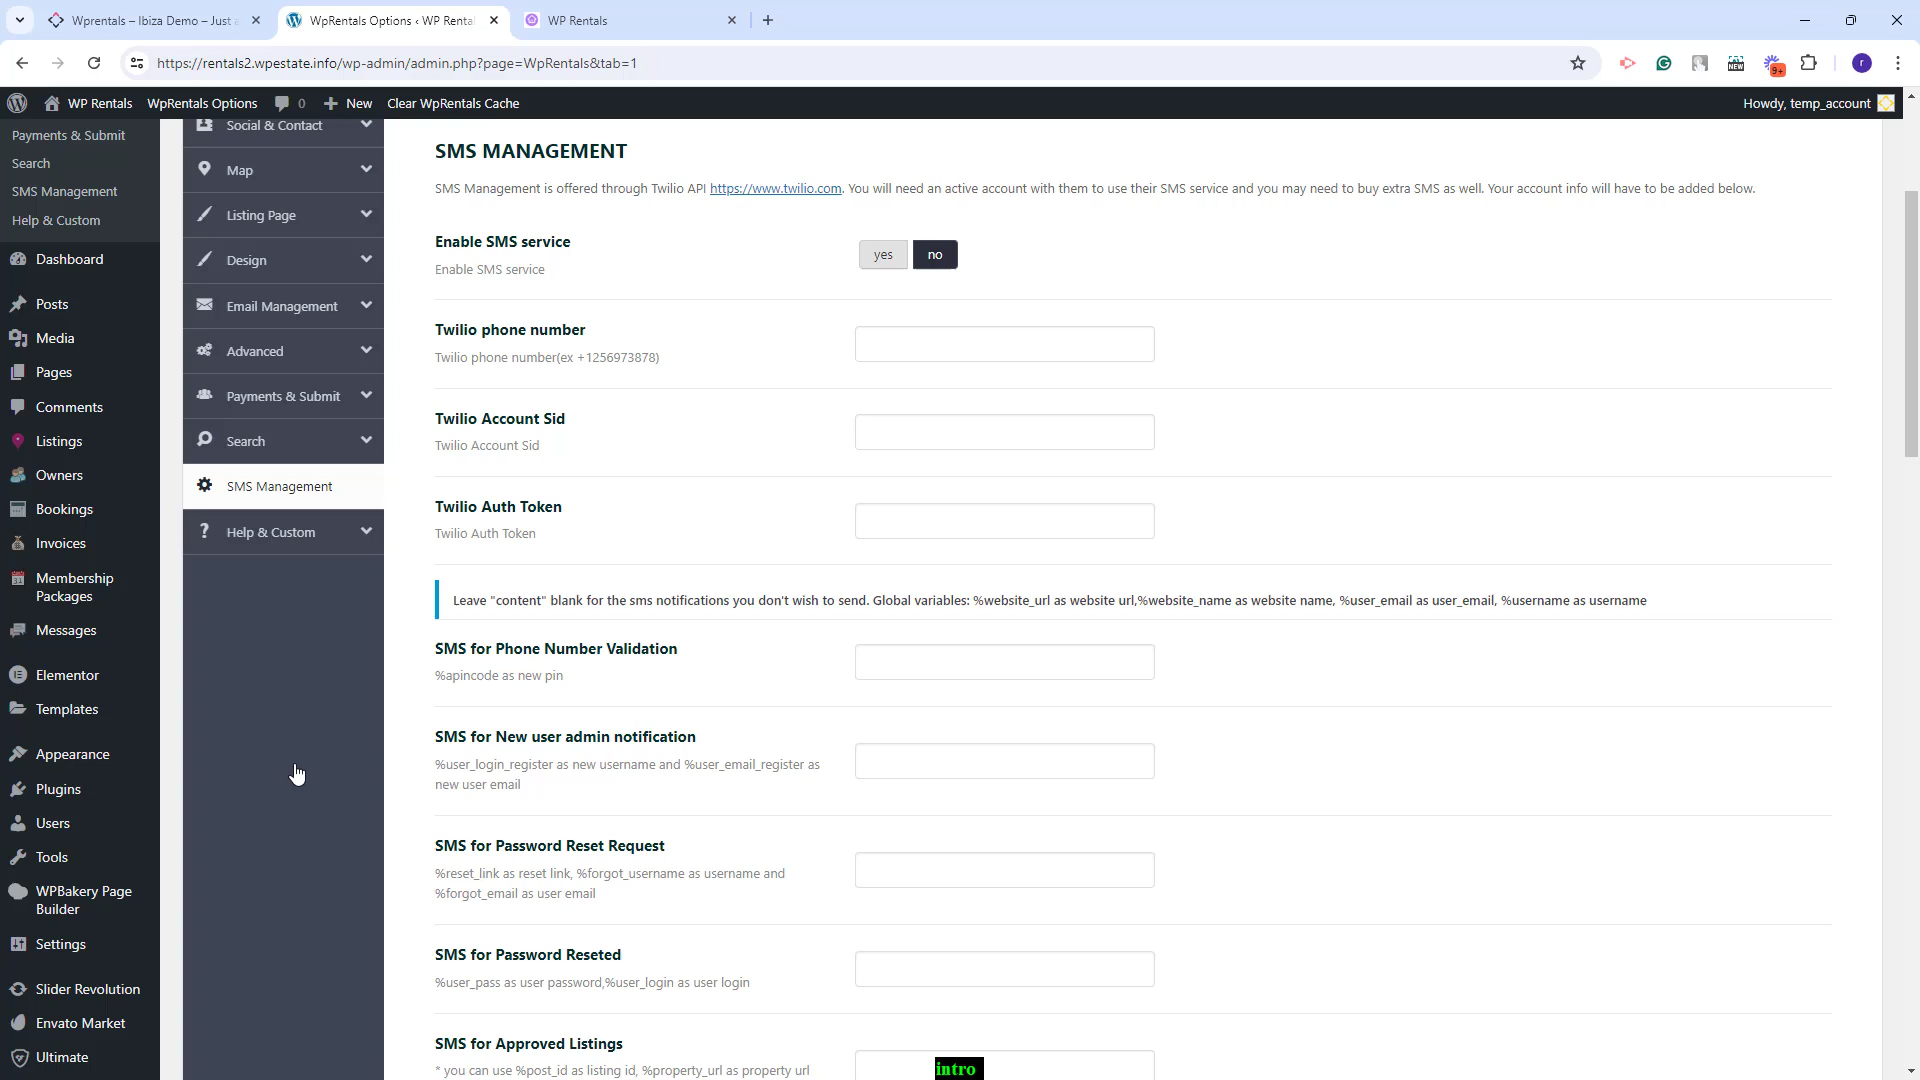 Wprentals – Ibiza Demo – Just a
WpRentals Options ‹ WP Rental
WP Rentals
https://rentals2.wpestate.info/wp-admin/admin.php?page=WpRentals&tab=1
NEW
9+
r
WP Rentals
WpRentals Options
0
New
Clear WpRentals Cache
Howdy, temp_account
Payments & Submit
Search
SMS Management
Help & Custom
Dashboard
Posts
Media
Pages
Comments
Listings
Owners
Bookings
Invoices
Membership
Packages
Messages
Elementor
Templates
Appearance
Plugins
Users
Tools
WPBakery Page
Builder
Settings
Slider Revolution
Envato Market
Ultimate
Social & Contact
Map
Listing Page
Design
Email Management
Advanced
Payments & Submit
Search
SMS Management
Help & Custom
SMS MANAGEMENT
SMS Management is offered through Twilio API https://www.twilio.com. You will need an active account with them to use their SMS service and you may need to buy extra SMS as well. Your account info will have to be added below.
Enable SMS service
Enable SMS service
yes
no
Twilio phone number
Twilio phone number(ex +1256973878)
Twilio Account Sid
Twilio Account Sid
Twilio Auth Token
Twilio Auth Token
Leave "content" blank for the sms notifications you don't wish to send. Global variables: %website_url as website url,%website_name as website name, %user_email as user_email, %username as username
SMS for Phone Number Validation
%apincode as new pin
SMS for New user admin notification
%user_login_register as new username and %user_email_register as
new user email
SMS for Password Reset Request
%reset_link as reset link, %forgot_username as username and
%forgot_email as user email
SMS for Password Reseted
%user_pass as user password,%user_login as user login
SMS for Approved Listings
* you can use %post_id as listing id, %property_url as property url
intro